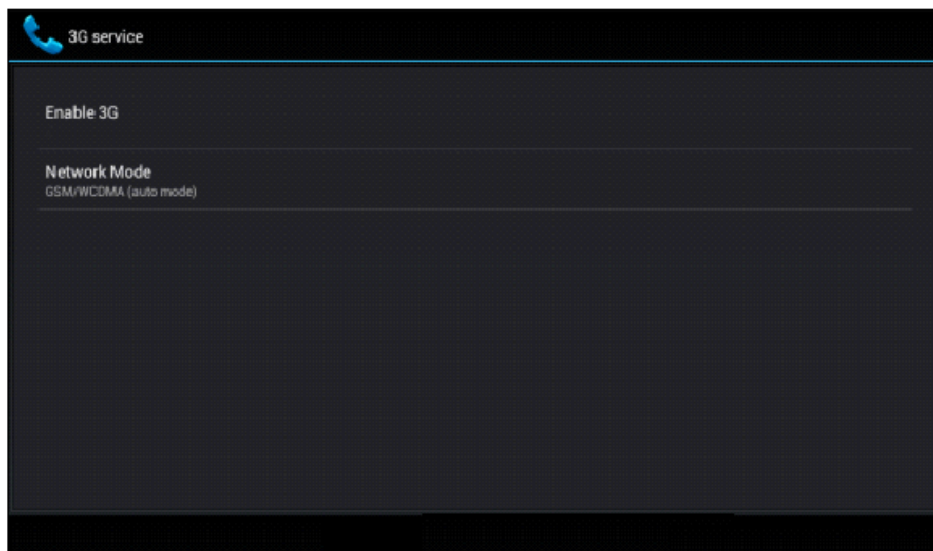 3G service
Enable 3G
Network Mode
GSM/WCDMA (auto mode)